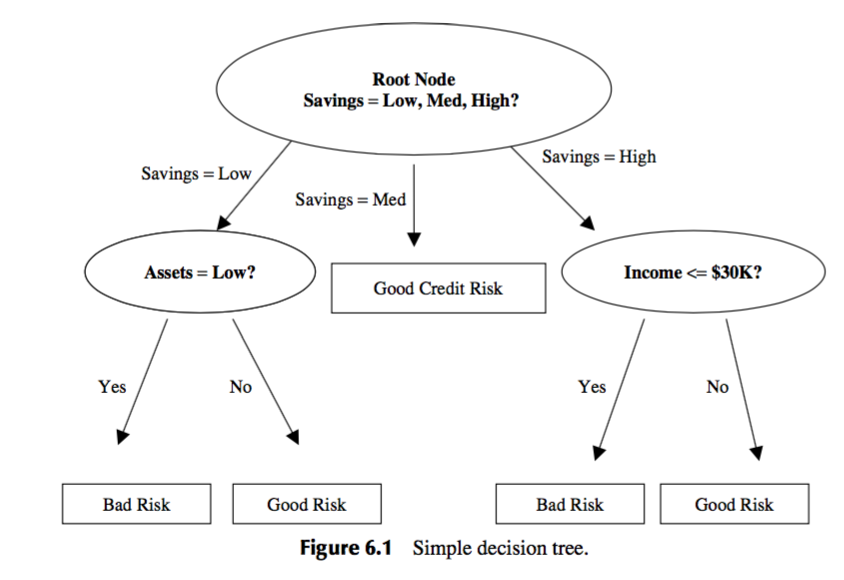 Root Node
Savings = Low, Med, High?
Savings = Low
Savings = Med
Savings = High
Assets = Low?
Good Credit Risk
Income <= $30K?
Yes
No
Yes
No
Bad Risk
Good Risk
Bad Risk
Good Risk
Figure 6.1 Simple decision tree.